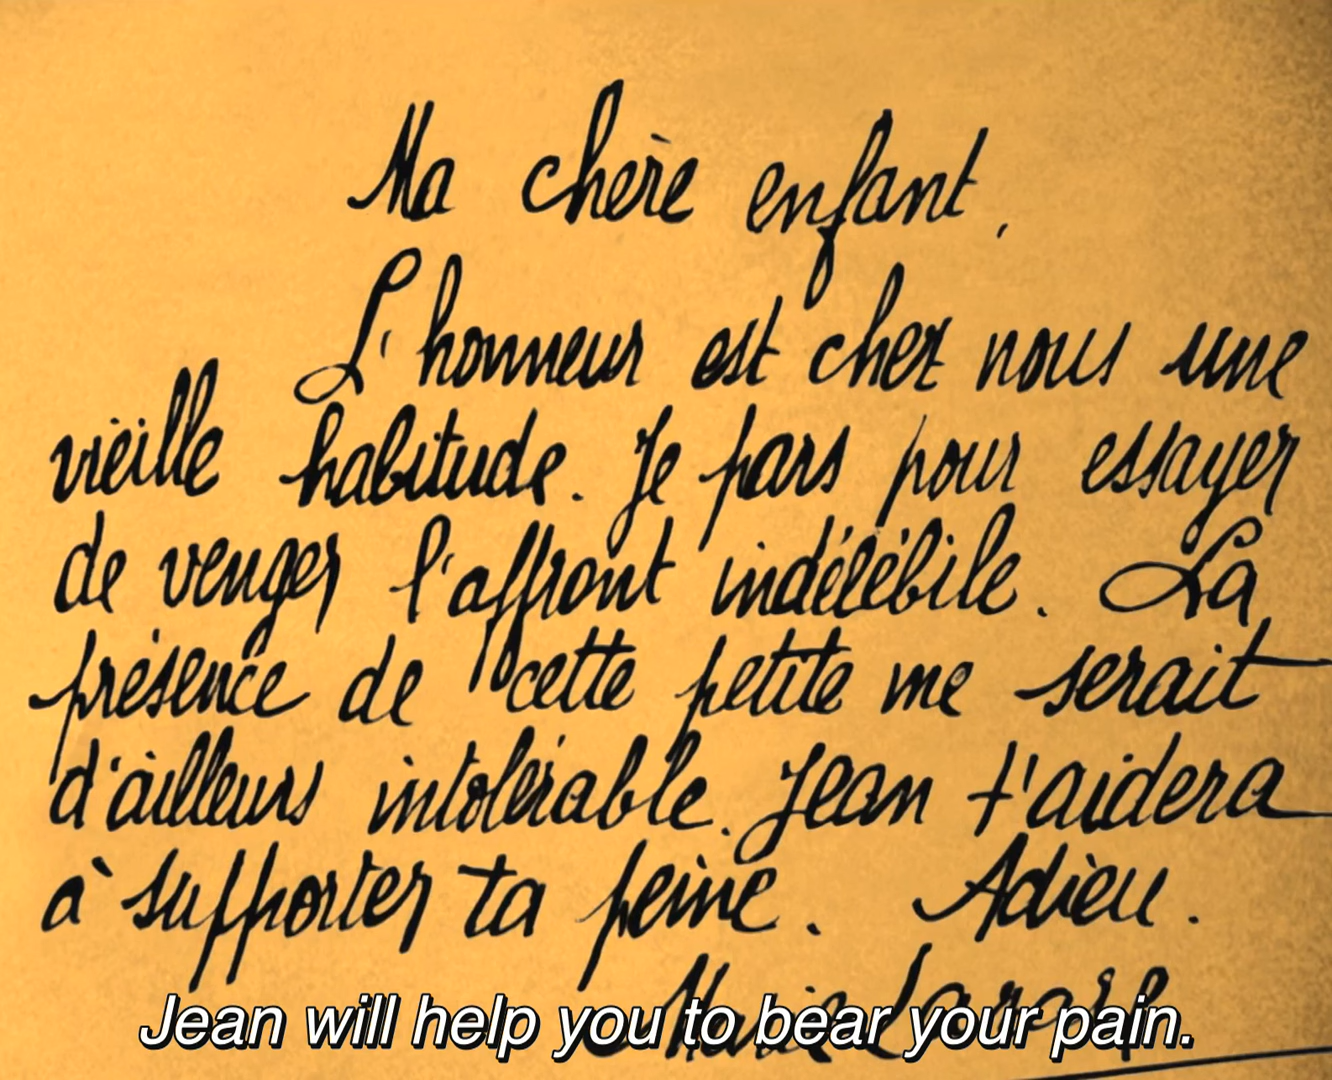 Ma chère enfant,
L'honneur est chez nous une
vieille habitude. Je pars pour essayer
de venger l'affront indélébile. La
présence de cette petite me serait
d'ailleurs intolérable. Jean t'aidera
à supporter ta peine. Adieu.
Marie
Jean will help you to bear your pain.